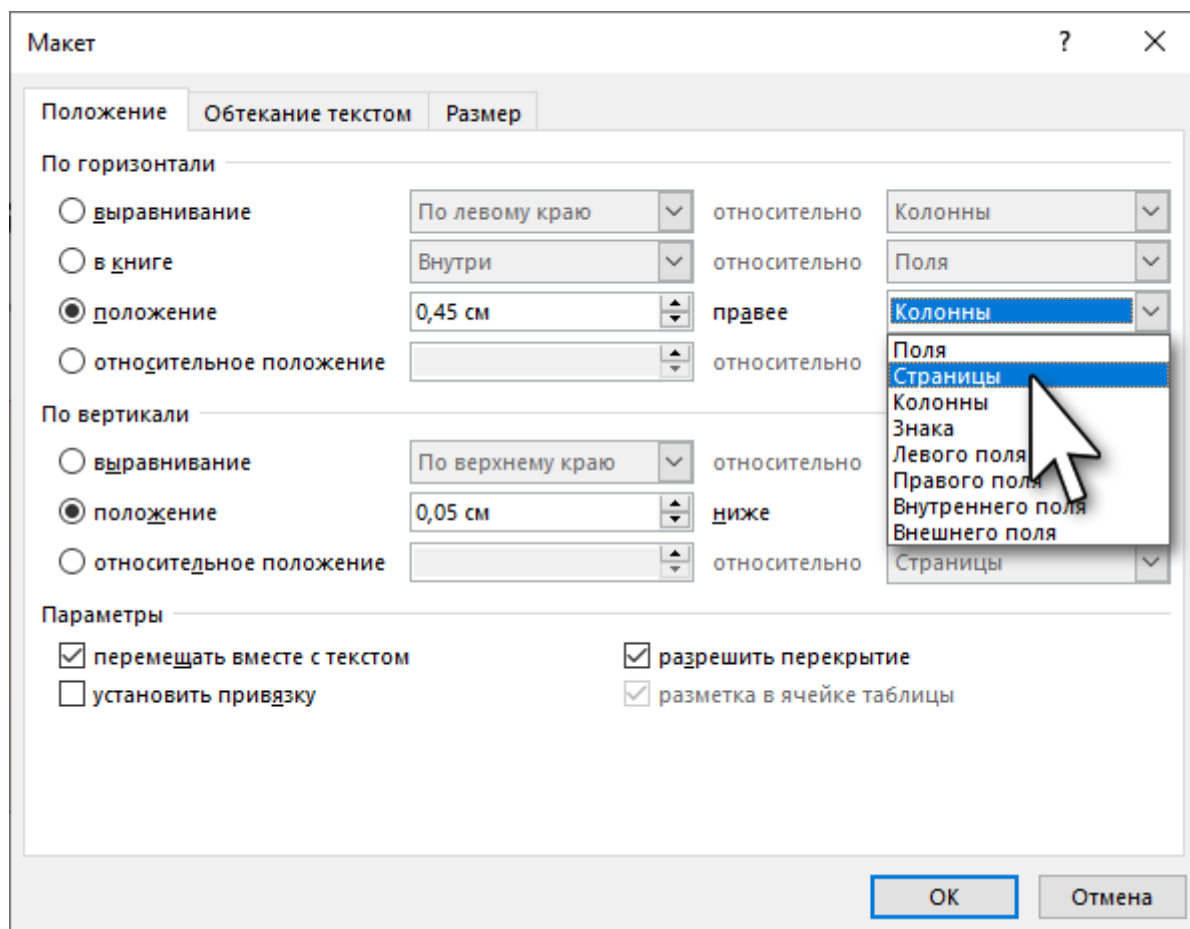 Макет ?
Положение Обтекание текстом Размер
По горизонтали
выравнивание По левому краю относительно Колонны
в книге Внутри относительно Поля
положение 0,45 см правее Колонны
относительное положение относительно
Поля
Страницы
Колонны
Знака
Левого поля
Правого поля
Внутреннего поля
Внешнего поля
По вертикали
выравнивание По верхнему краю относительно
положение 0,05 см ниже
относительное положение относительно Страницы
Параметры
перемещать вместе с текстом разрешить перекрытие
установить привязку разметка в ячейке таблицы
ОК Отмена